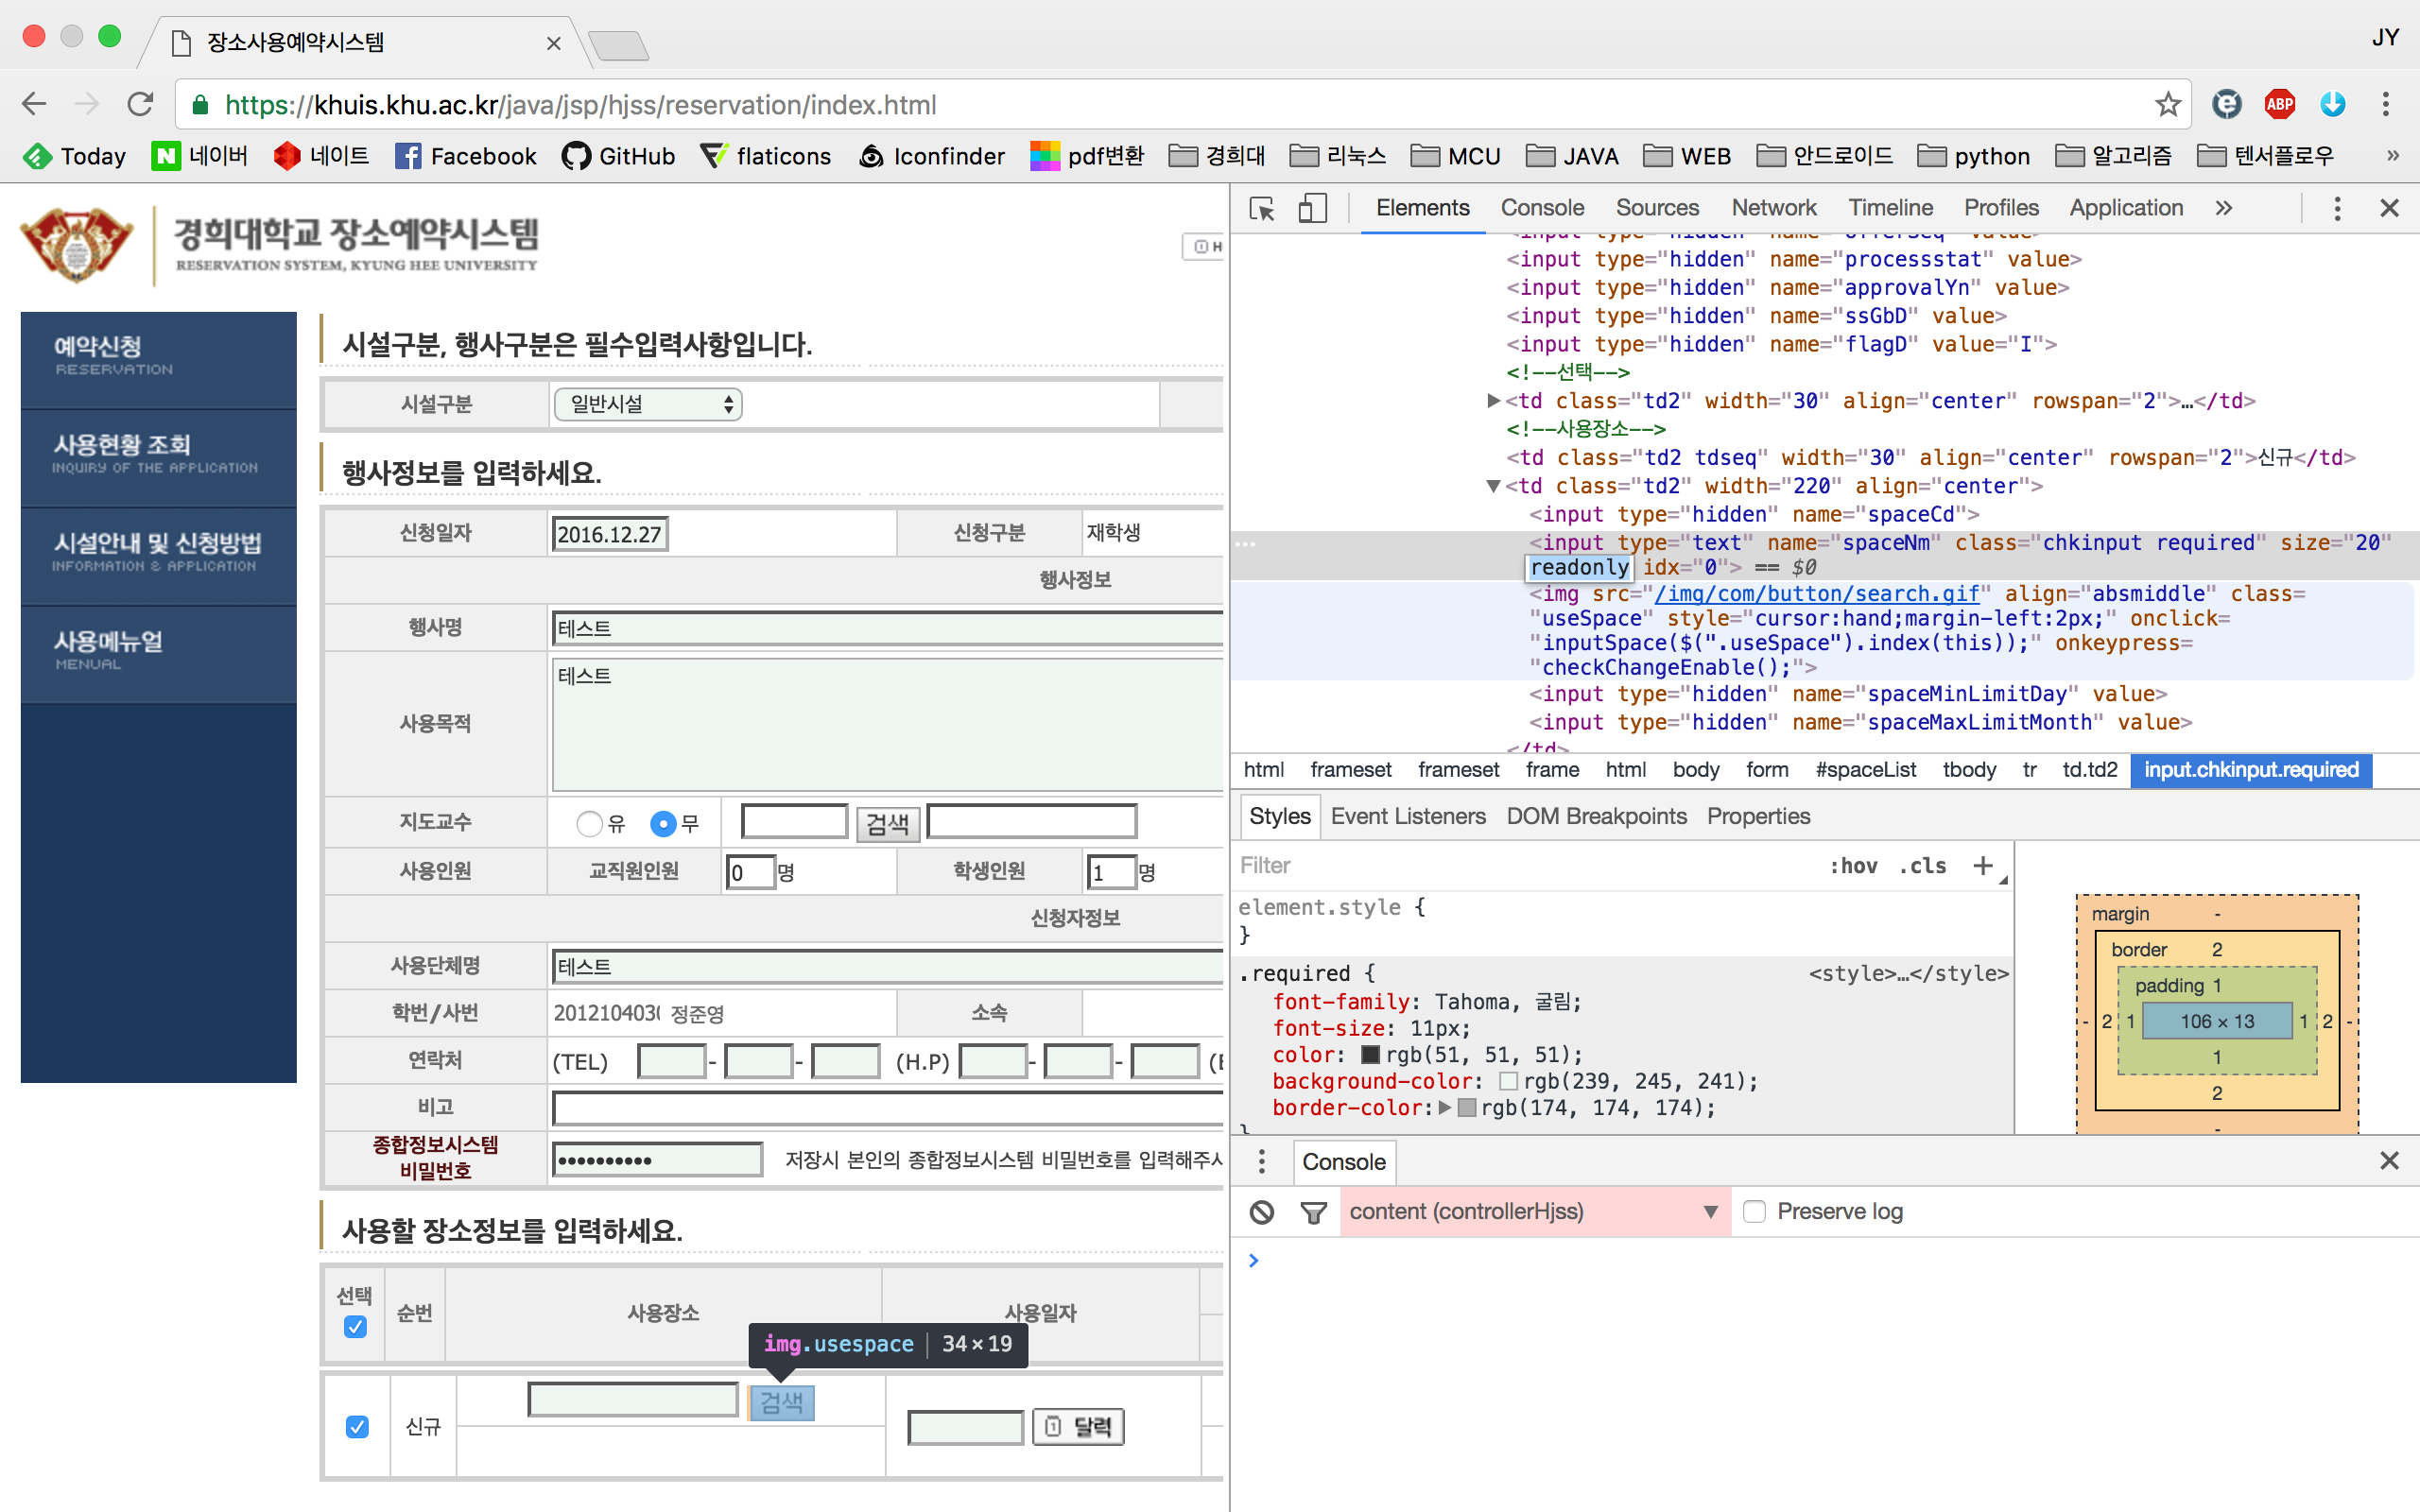 장소사용예약시스템
JY
https://khuis.khu.ac.kr/java/jsp/hjss/reservation/index.html
ABP
Today 네이버 네이트 Facebook GitHub flaticons Iconfinder pdf변환 경희대 리눅스 MCU JAVA WEB 안드로이드 python 알고리즘 텐서플로우 »
경희대학교 장소예약시스템
RESERVATION SYSTEM, KYUNG HEE UNIVERSITY
예약신청
RESERVATION
사용현황 조회
INQUIRY OF THE APPLICATION
시설안내 및 신청방법
INFORMATION & APPLICATION
사용메뉴얼
MENUAL
시설구분, 행사구분은 필수입력사항입니다.
시설구분 일반시설
행사정보를 입력하세요.
신청일자 2016.12.27 신청구분 재학생
행사정보
행사명 테스트
사용목적 테스트
지도교수 유 무 검색
사용인원 교직원인원 0 명 학생인원 1 명
신청자정보
사용단체명 테스트
학번/사번 201210403 정준영 소속
연락처 (TEL) - - (H.P) - - (E
비고
종합정보시스템
비밀번호 •••••••••• 저장시 본인의 종합정보시스템 비밀번호를 입력해주시
사용할 장소정보를 입력하세요.
선택 순번 사용장소 사용일자
img.usespace 34 × 19
신규 검색 달력
Elements Console Sources Network Timeline Profiles Application »
<input type="hidden" name="offerSeq" value>
<input type="hidden" name="processstat" value>
<input type="hidden" name="approvalYn" value>
<input type="hidden" name="ssGbD" value>
<input type="hidden" name="flagD" value="I">
<!--선택-->
▶<td class="td2" width="30" align="center" rowspan="2">…</td>
<!--사용장소-->
<td class="td2 tdseq" width="30" align="center" rowspan="2">신규</td>
▼<td class="td2" width="220" align="center">
<input type="hidden" name="spaceCd">
<input type="text" name="spaceNm" class="chkinput required" size="20"
readonly idx="0"> == $0
<img src="/img/com/button/search.gif" align="absmiddle" class=
"useSpace" style="cursor:hand;margin-left:2px;" onclick=
"inputSpace($(".useSpace").index(this));" onkeypress=
"checkChangeEnable();">
<input type="hidden" name="spaceMinLimitDay" value>
<input type="hidden" name="spaceMaxLimitMonth" value>
</td>
html frameset frameset frame html body form #spaceList tbody tr td.td2 input.chkinput.required
Styles Event Listeners DOM Breakpoints Properties
Filter :hov .cls +
element.style {
}
.required { <style>…</style>
font-family: Tahoma, 굴림;
font-size: 11px;
color: rgb(51, 51, 51);
background-color: rgb(239, 245, 241);
border-color:▶ rgb(174, 174, 174);
}
margin -
border 2
padding 1
- 2 1 106 × 13 1 2 -
1
2
-
Console
content (controllerHjss) ▼ Preserve log
>